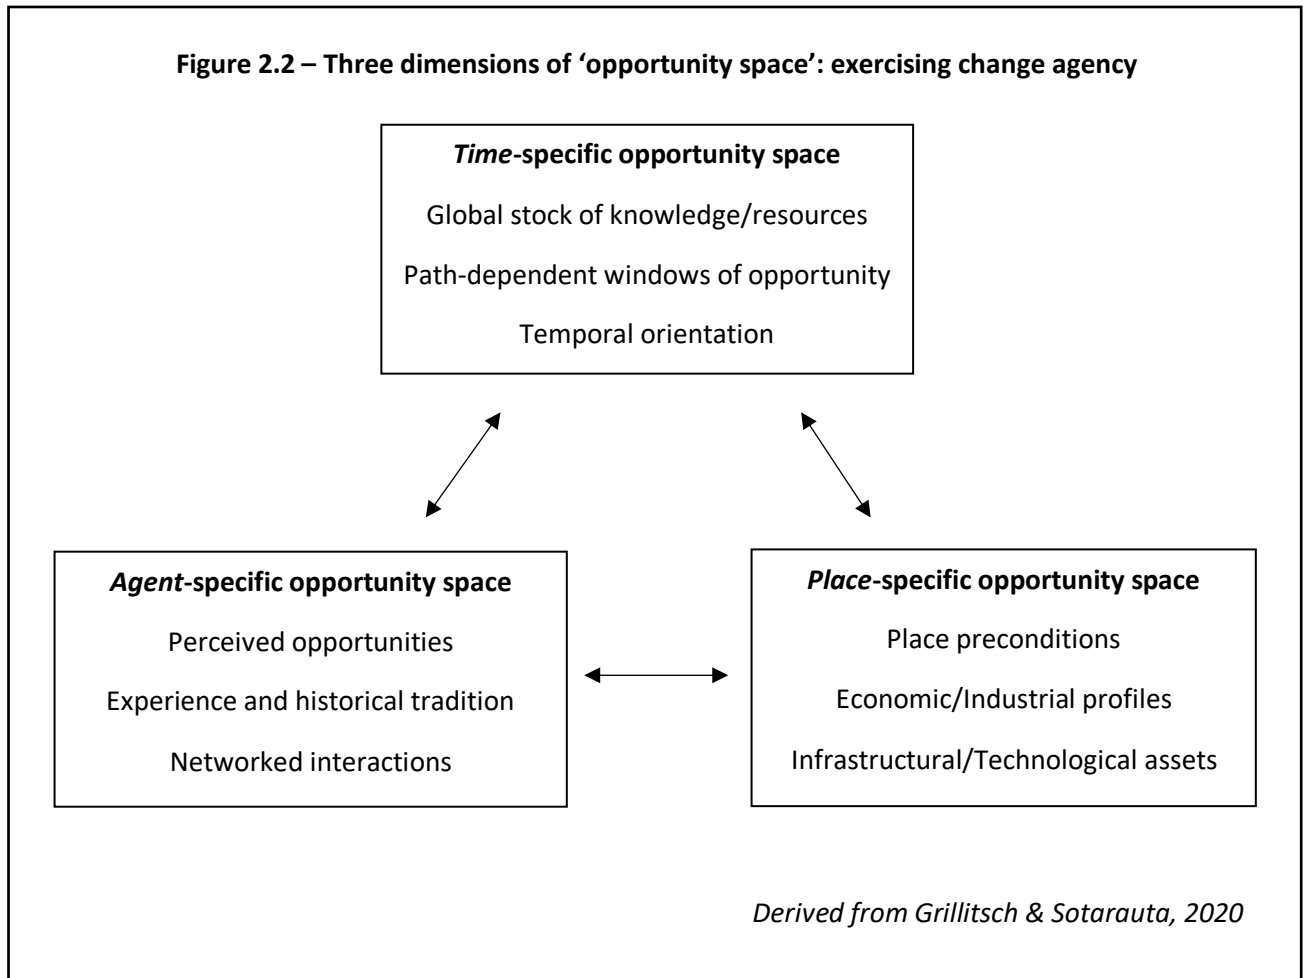 Figure 2.2 – Three dimensions of ‘opportunity space’: exercising change agency
Time-specific opportunity space
Global stock of knowledge/resources
Path-dependent windows of opportunity
Temporal orientation
Agent-specific opportunity space
Perceived opportunities
Experience and historical tradition
Networked interactions
Place-specific opportunity space
Place preconditions
Economic/Industrial profiles
Infrastructural/Technological assets
Derived from Grillitsch & Sotarauta, 2020